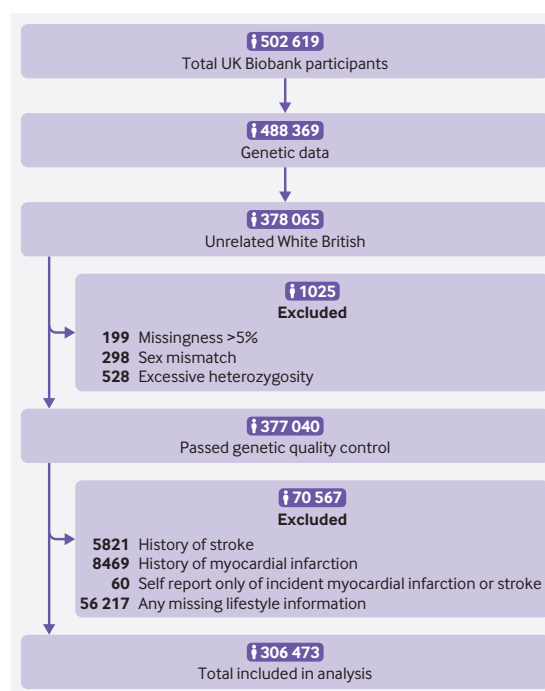 502 619
Total UK Biobank participants
488 369
Genetic data
378 065
Unrelated White British
1025
Excluded
199 Missingness >5%
298 Sex mismatch
528 Excessive heterozygosity
377 040
Passed genetic quality control
70 567
Excluded
5821 History of stroke
8469 History of myocardial infarction
60 Self report only of incident myocardial infarction or stroke
56 217 Any missing lifestyle information
306 473
Total included in analysis